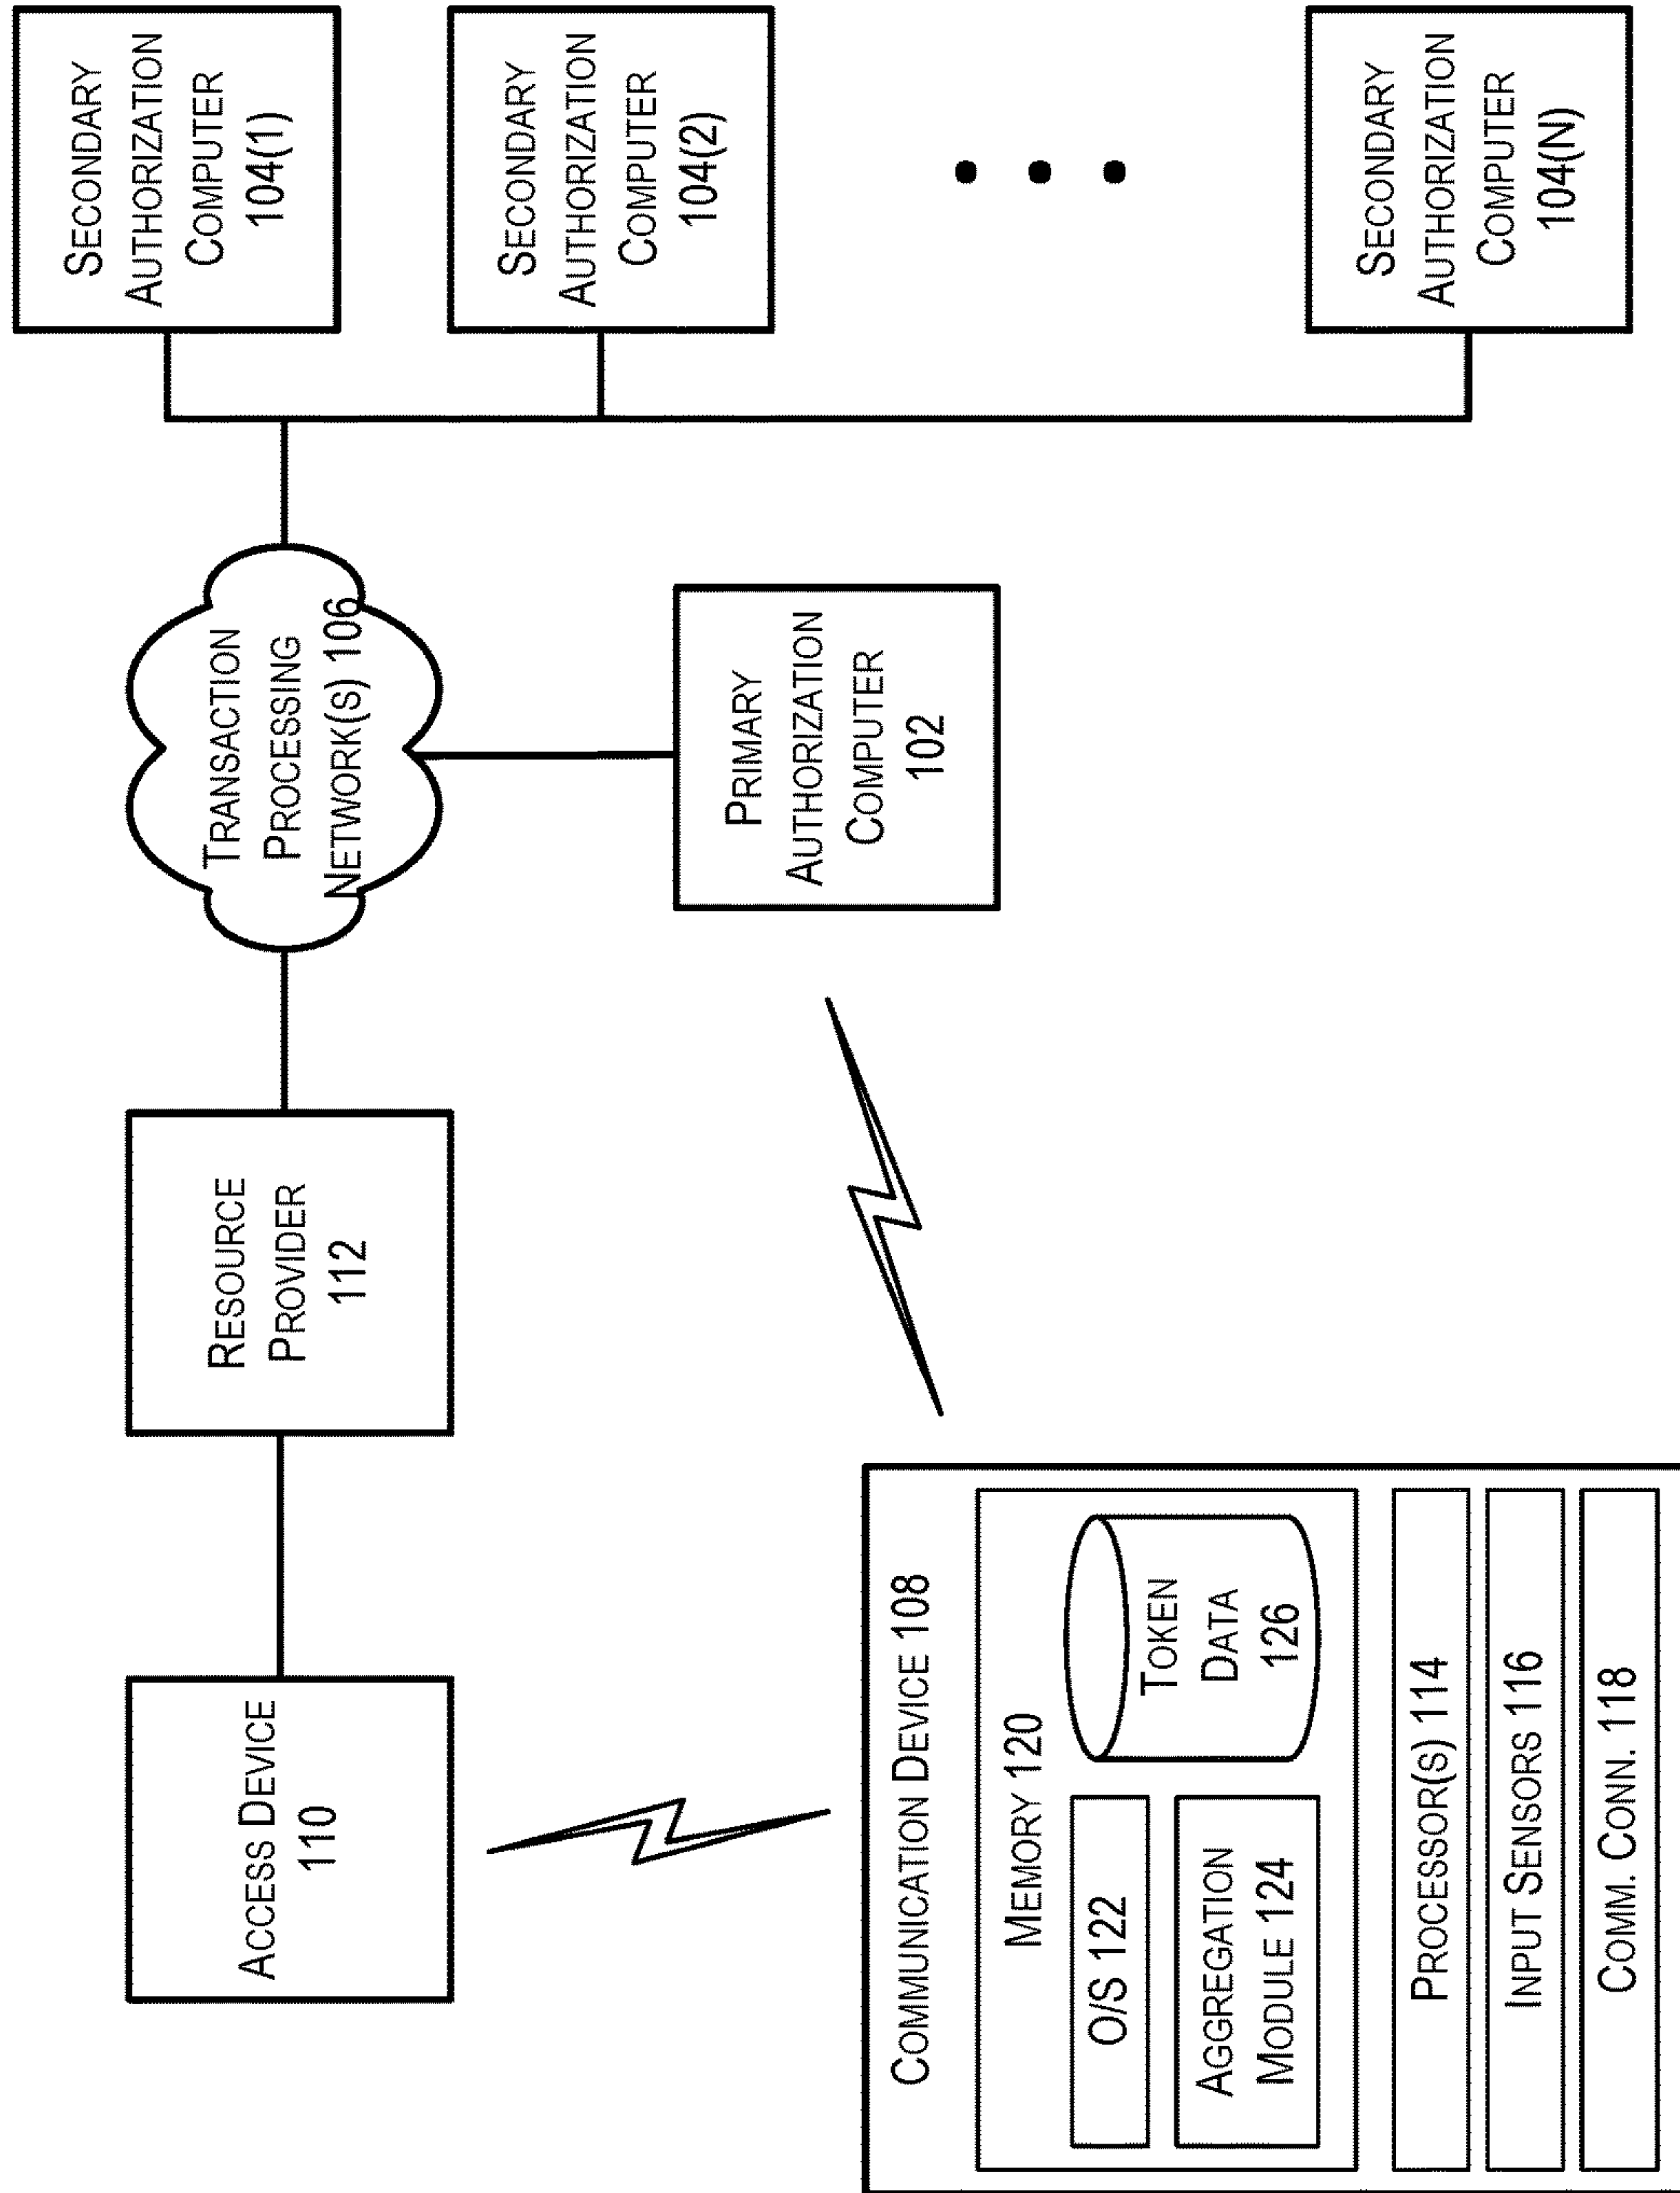 ACCESS DEVICE
110
RESOURCE
PROVIDER
112
TRANSACTION
PROCESSING
NETWORK(S) 106
SECONDARY
AUTHORIZATION
COMPUTER
104(1)
SECONDARY
AUTHORIZATION
COMPUTER
104(2)
SECONDARY
AUTHORIZATION
COMPUTER
104(N)
PRIMARY
AUTHORIZATION
COMPUTER
102
COMMUNICATION DEVICE 108
MEMORY 120
O/S 122
AGGREGATION
MODULE 124
TOKEN
DATA
126
PROCESSOR(S) 114
INPUT SENSORS 116
COMM. CONN. 118